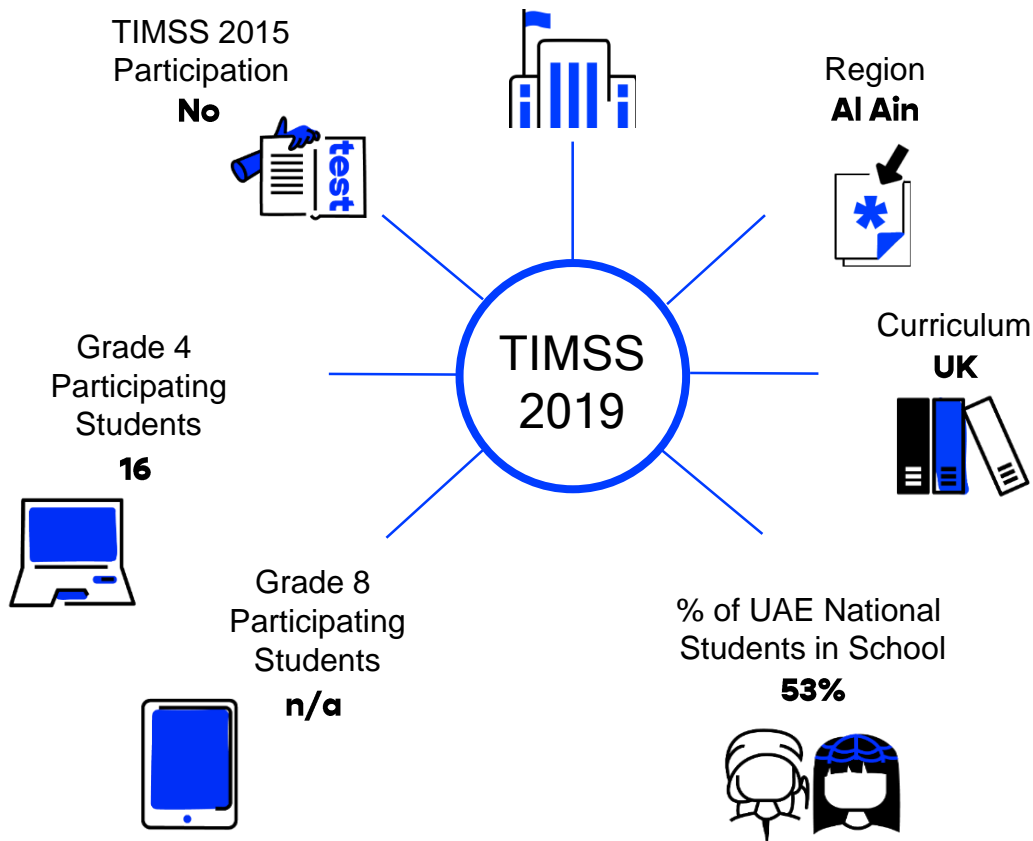 TIMSS 2015
Participation
No
test
Region
Al Ain
Curriculum
UK
TIMSS
2019
Grade 4
Participating
Students
16
Grade 8
Participating
Students
n/a
% of UAE National
Students in School
53%